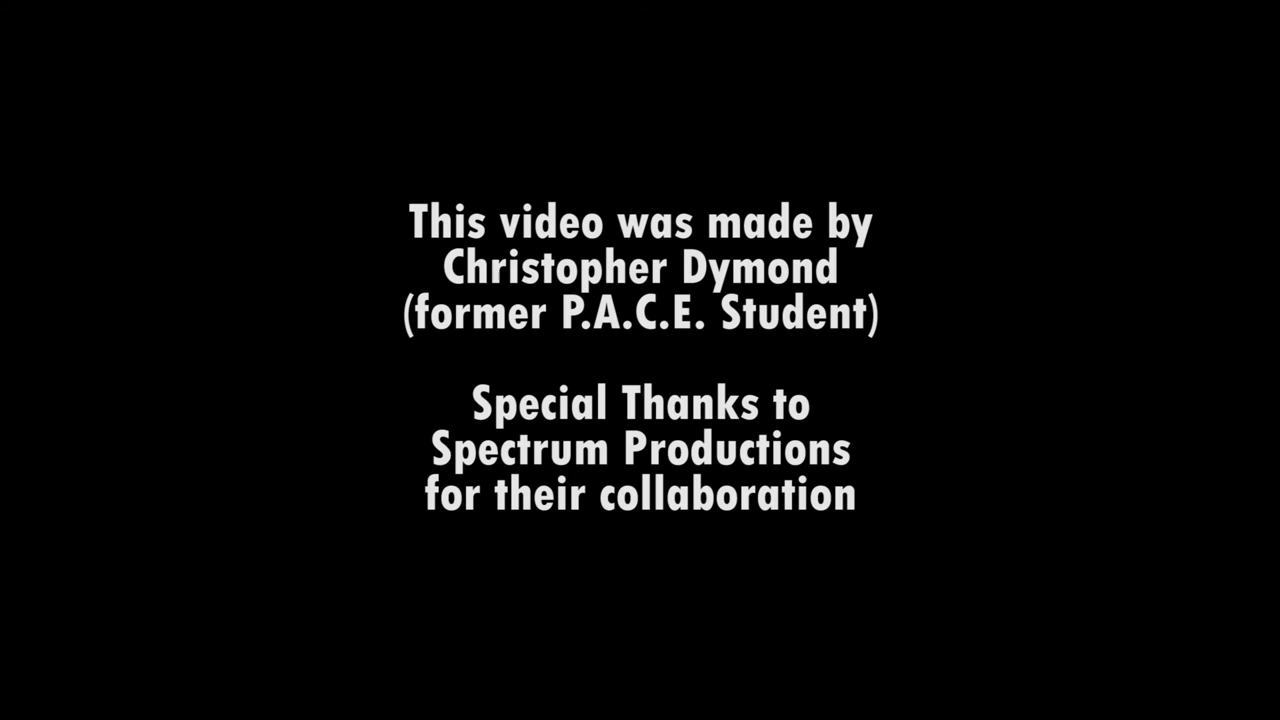 This video was made by
Christopher Dymond
(former P.A.C.E. Student)
Special Thanks to
Spectrum Productions
for their collaboration